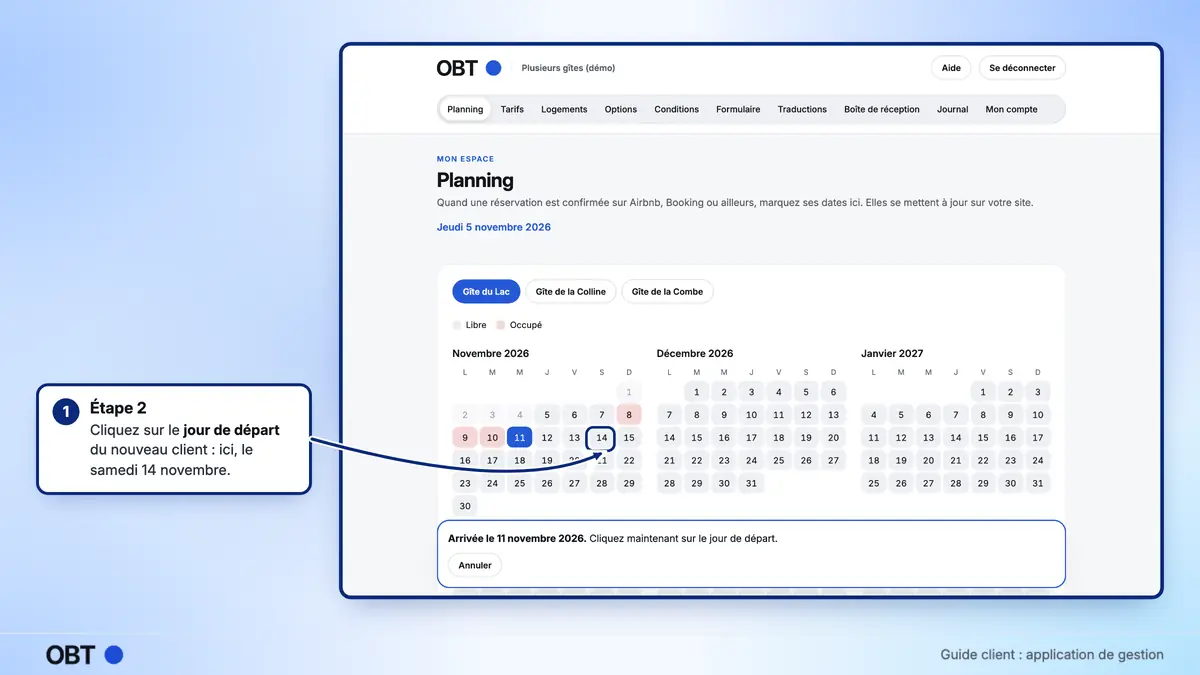 OBT
Plusieurs gîtes (démo)
Aide
Se déconnecter
Planning Tarifs Logements Options Conditions Formulaire Traductions Boîte de réception Journal Mon compte
MON ESPACE
Planning
Quand une réservation est confirmée sur Airbnb, Booking ou ailleurs, marquez ses dates ici. Elles se mettent à jour sur votre site.
Jeudi 5 novembre 2026
Gîte du Lac Gîte de la Colline Gîte de la Combe
Libre Occupé
Novembre 2026
L M M J V S D
1
2 3 4 5 6 7 8
9 10 11 12 13 14 15
16 17 18 19 21 22
23 24 25 26 27 28 29
30
Décembre 2026
L M M J V S D
1 2 3 4 5 6
7 8 9 10 11 12 13
14 15 16 17 18 19 20
21 22 23 24 25 26 27
28 29 30 31
Janvier 2027
L M M J V S D
1 2 3
4 5 6 7 8 9 10
11 12 13 14 15 16 17
18 19 20 21 22 23 24
25 26 27 28 29 30 31
Arrivée le 11 novembre 2026. Cliquez maintenant sur le jour de départ.
Annuler
1
Étape 2
Cliquez sur le jour de départ
du nouveau client : ici, le
samedi 14 novembre.
OBT
Guide client : application de gestion